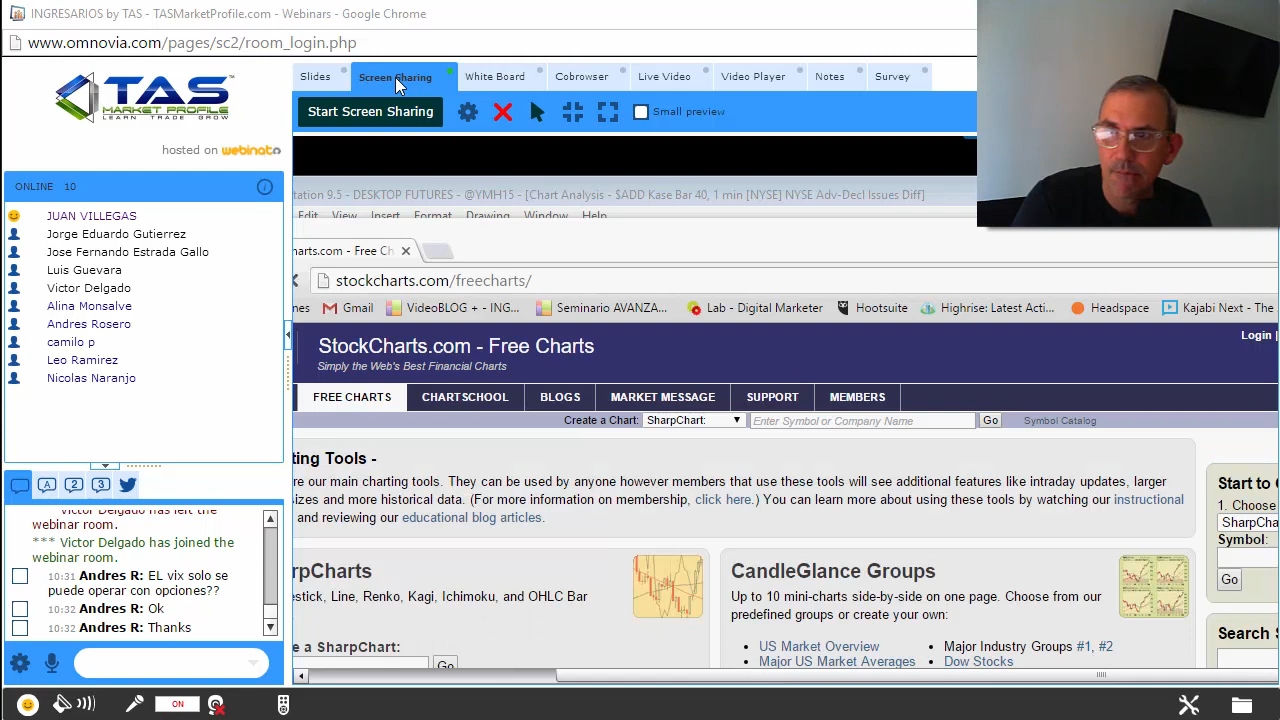 INGRESARIOS by TAS - TASMarketProfile.com - Webinars - Google Chrome
www.omnovia.com/pages/sc2/room_login.php
Slides
Screen Sharing
White Board
Cobrowser
Live Video
Video Player
Notes
Survey
TAS
MARKET PROFILE
LEARN TRADE GROW
Start Screen Sharing
Small preview
hosted on webinato
ONLINE 10
JUAN VILLEGAS
Jorge Eduardo Gutierrez
Jose Fernando Estrada Gallo
Luis Guevara
Victor Delgado
Alina Monsalve
Andres Rosero
camilo p
Leo Ramirez
Nicolas Naranjo
A
2
3
Victor Delgado has left the
webinar room.
*** Victor Delgado has joined the
webinar room.
10:31 Andres R: EL vix solo se
puede operar con opciones??
10:32 Andres R: Ok
10:32 Andres R: Thanks
ON
tation 9.5 - DESKTOP FUTURES - @YMH15 - [Chart Analysis - $ADD Kase Bar 40, 1 min [NYSE] NYSE Adv-Decl Issues Diff]
Edit View Insert Format Drawing Window Help
arts.com - Free Ch
stockcharts.com/freecharts/
nes
Gmail
VideoBLOG + - ING...
Seminario AVANZA...
Lab - Digital Marketer
Hootsuite
Highrise: Latest Acti...
Headspace
Kajabi Next - The
StockCharts.com - Free Charts
Simply the Web's Best Financial Charts
Login |
FREE CHARTS
CHARTSCHOOL
BLOGS
MARKET MESSAGE
SUPPORT
MEMBERS
Create a Chart: SharpChart: Enter Symbol or Company Name Go Symbol Catalog
ting Tools -
re our main charting tools. They can be used by anyone however members that use these tools will see additional features like intraday updates, larger
sizes and more historical data. (For more information on membership, click here.) You can learn more about using these tools by watching our instructional
and reviewing our educational blog articles.
rpCharts
estick, Line, Renko, Kagi, Ichimoku, and OHLC Bar
e a SharpChart:
Go
CandleGlance Groups
Up to 10 mini-charts side-by-side on one page. Choose from our
predefined groups or create your own:
US Market Overview
Major US Market Averages
Major Industry Groups #1, #2
Dow Stocks
Start to C
1. Choose
SharpCha
Symbol:
Go
Search S